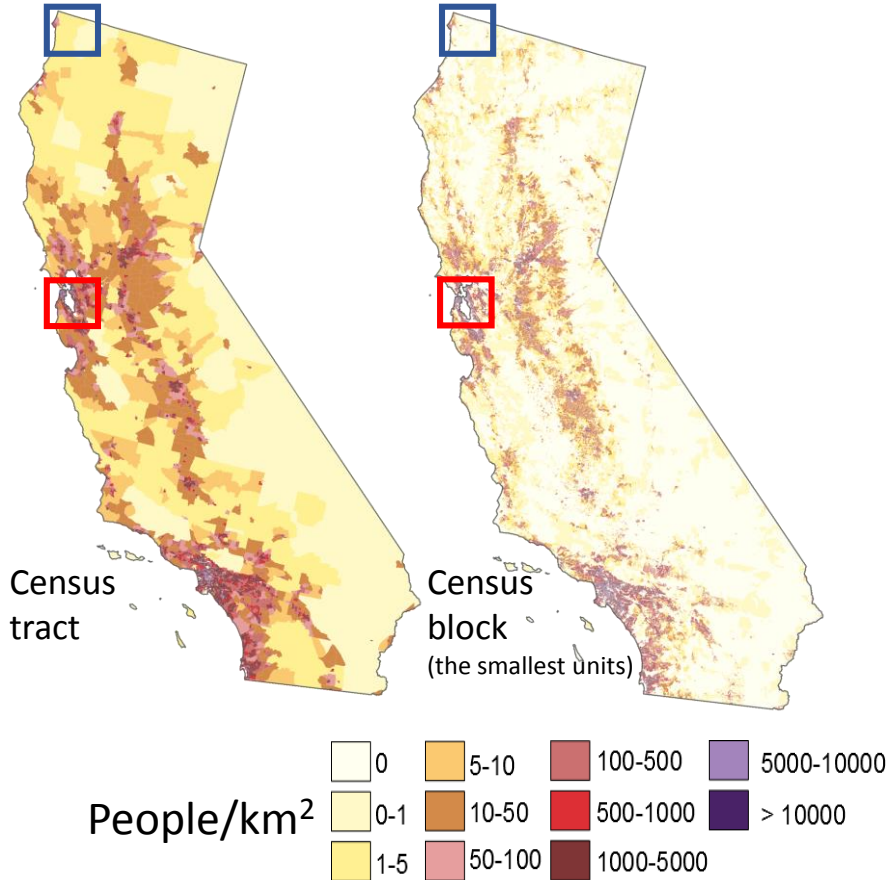 Census
tract
Census
block
(the smallest units)
People/km²
0
0-1
1-5
5-10
10-50
50-100
100-500
500-1000
1000-5000
5000-10000
> 10000